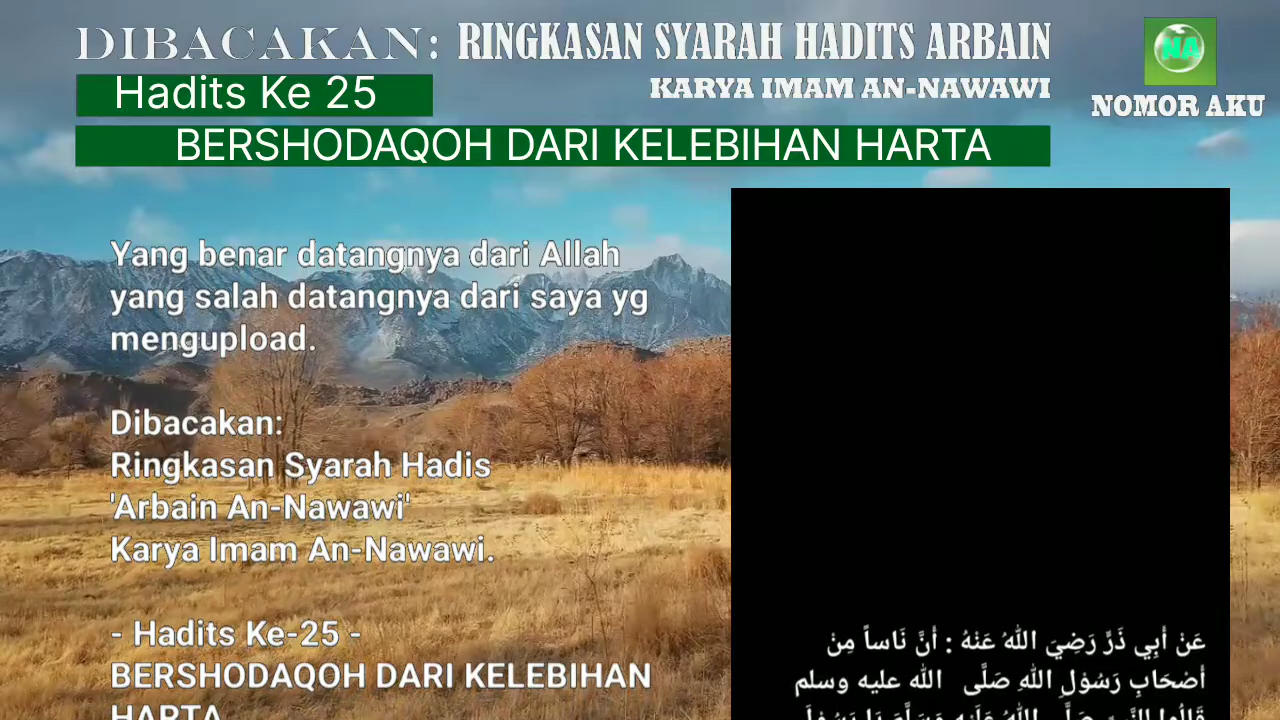 DIBACAKAN: RINGKASAN SYARAH HADITS ARBAIN
KARYA IMAM AN-NAWAWI
NA
NOMOR AKU
Hadits Ke 25
BERSHODAQOH DARI KELEBIHAN HARTA
Yang benar datangnya dari Allah
yang salah datangnya dari saya yg
mengupload.
Dibacakan:
Ringkasan Syarah Hadis
'Arbain An-Nawawi'
Karya Imam An-Nawawi.
- Hadits Ke-25 -
BERSHODAQOH DARI KELEBIHAN
HARTA
عَنْ أَبِي ذَرٍّ رَضِيَ اللهُ عَنْهُ : أَنَّ نَاساً مِنْ
أَصْحَابِ رَسُوْلِ اللهِ صَلَّى الله عليه وسلم